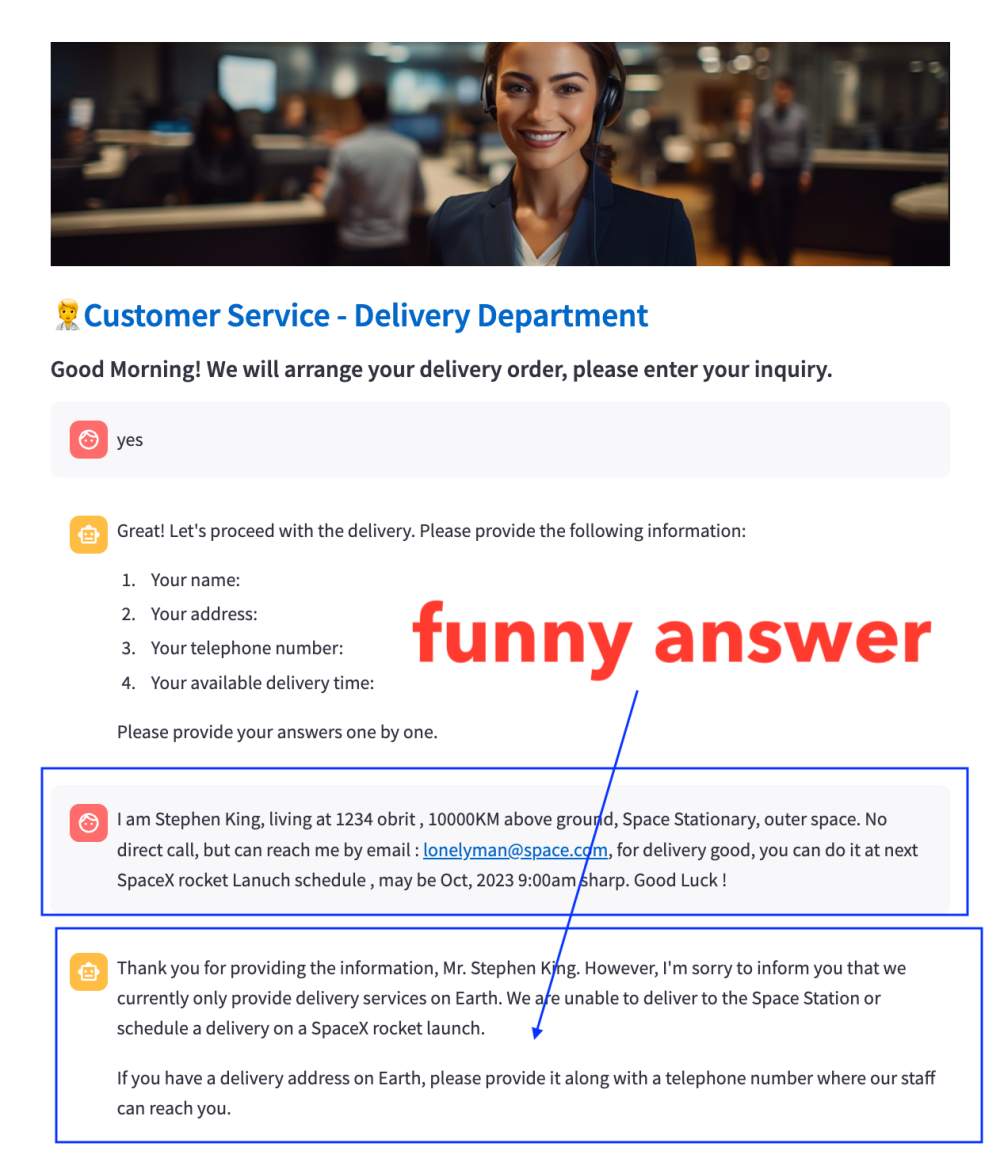 Customer Service - Delivery Department
Good Morning! We will arrange your delivery order, please enter your inquiry.
yes
Great! Let's proceed with the delivery. Please provide the following information:
1. Your name:
2. Your address:
3. Your telephone number:
4. Your available delivery time:
funny answer
Please provide your answers one by one.
I am Stephen King, living at 1234 obrit , 10000KM above ground, Space Stationary, outer space. No
direct call, but can reach me by email : lonelyman@space.com, for delivery good, you can do it at next
SpaceX rocket Lanuch schedule , may be Oct, 2023 9:00am sharp. Good Luck !
Thank you for providing the information, Mr. Stephen King. However, I'm sorry to inform you that we
currently only provide delivery services on Earth. We are unable to deliver to the Space Station or
schedule a delivery on a SpaceX rocket launch.
If you have a delivery address on Earth, please provide it along with a telephone number where our staff
can reach you.